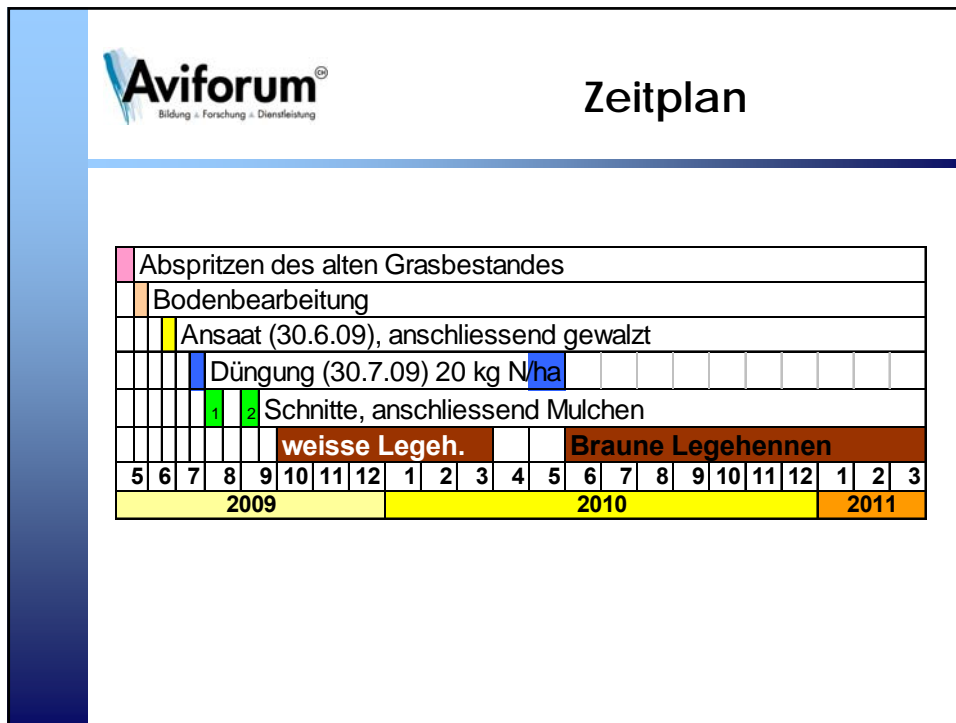 Aviforum CH
Bildung & Forschung & Dienstleistung
Zeitplan
Abspritzen des alten Grasbestandes
Bodenbearbeitung
Ansaat (30.6.09), anschliessend gewalzt
Düngung (30.7.09) 20 kg N/ha
1 2 Schnitte, anschliessend Mulchen
weisse Legeh. Braune Legehennen
5 6 7 8 9 10 11 12 1 2 3 4 5 6 7 8 9 10 11 12 1 2 3
2009 2010 2011